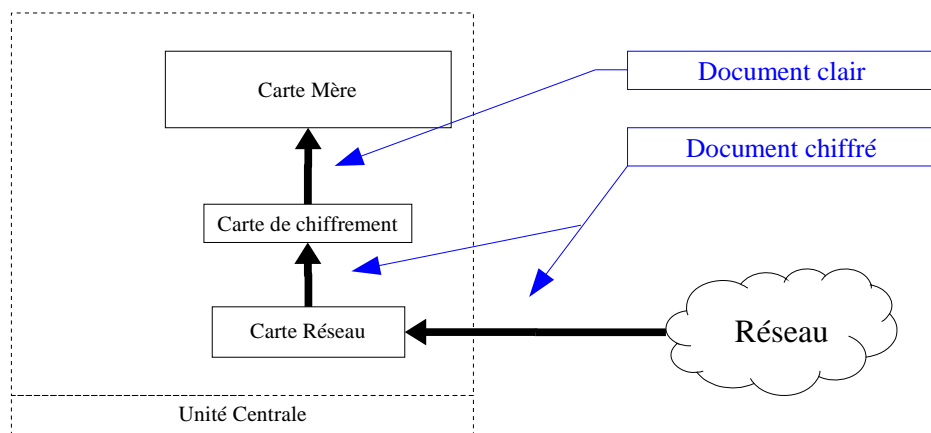 Document clair
Carte Mère
Document chiffré
Carte de chiffrement
Carte Réseau
Réseau
Unité Centrale